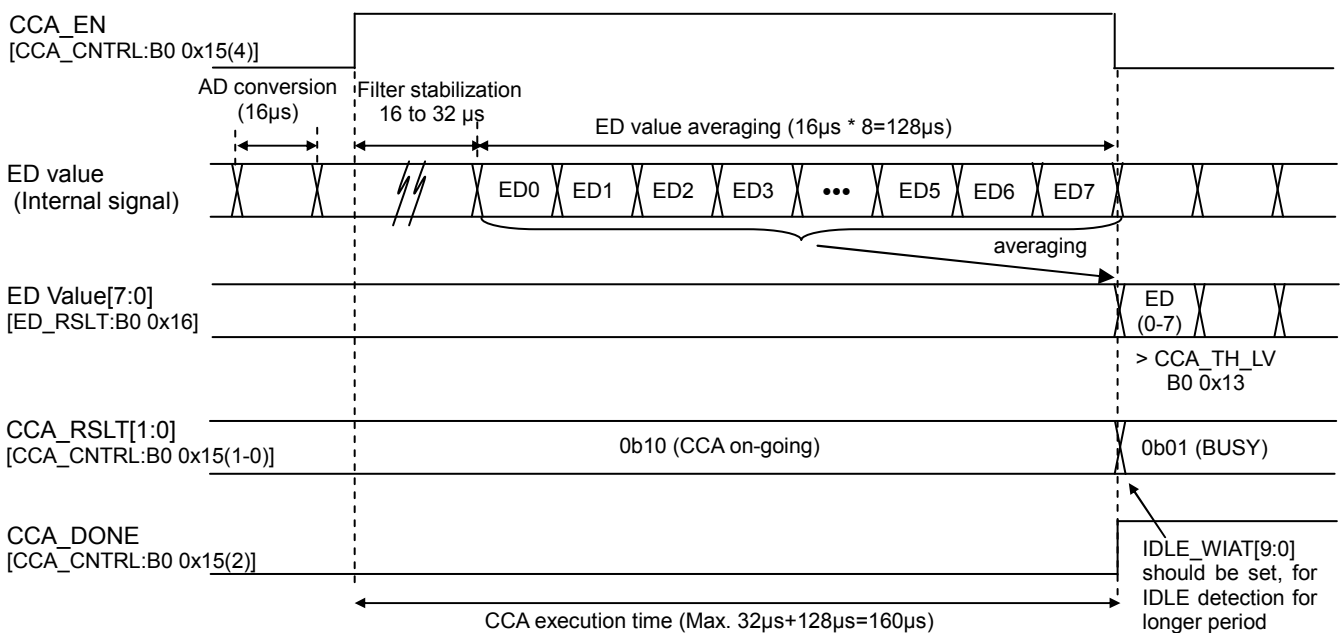 CCA_EN
[CCA_CNTRL:B0 0x15(4)]
AD conversion
(16µs)
Filter stabilization
16 to 32 µs
ED value averaging (16µs * 8=128µs)
ED value
(Internal signal)
ED0 ED1 ED2 ED3 ••• ED5 ED6 ED7
averaging
ED Value[7:0]
[ED_RSLT:B0 0x16]
ED
(0-7)
> CCA_TH_LV
B0 0x13
CCA_RSLT[1:0]
[CCA_CNTRL:B0 0x15(1-0)]
0b10 (CCA on-going)
0b01 (BUSY)
CCA_DONE
[CCA_CNTRL:B0 0x15(2)]
IDLE_WIAT[9:0]
should be set, for
IDLE detection for
longer period
CCA execution time (Max. 32µs+128µs=160µs)